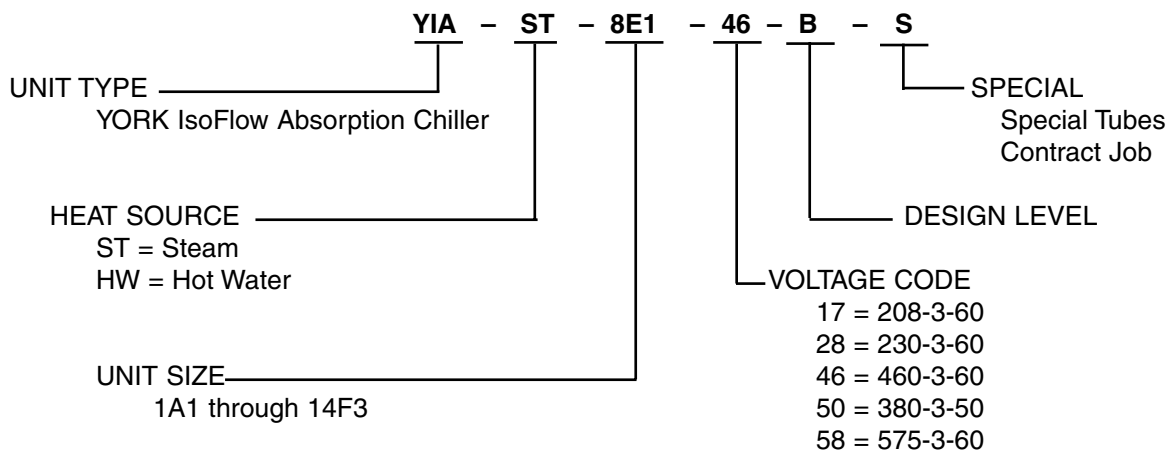 YIA – ST – 8E1 – 46 – B – S
UNIT TYPE
YORK IsoFlow Absorption Chiller
SPECIAL
Special Tubes
Contract Job
HEAT SOURCE
ST = Steam
HW = Hot Water
DESIGN LEVEL
VOLTAGE CODE
17 = 208-3-60
28 = 230-3-60
46 = 460-3-60
50 = 380-3-50
58 = 575-3-60
UNIT SIZE
1A1 through 14F3